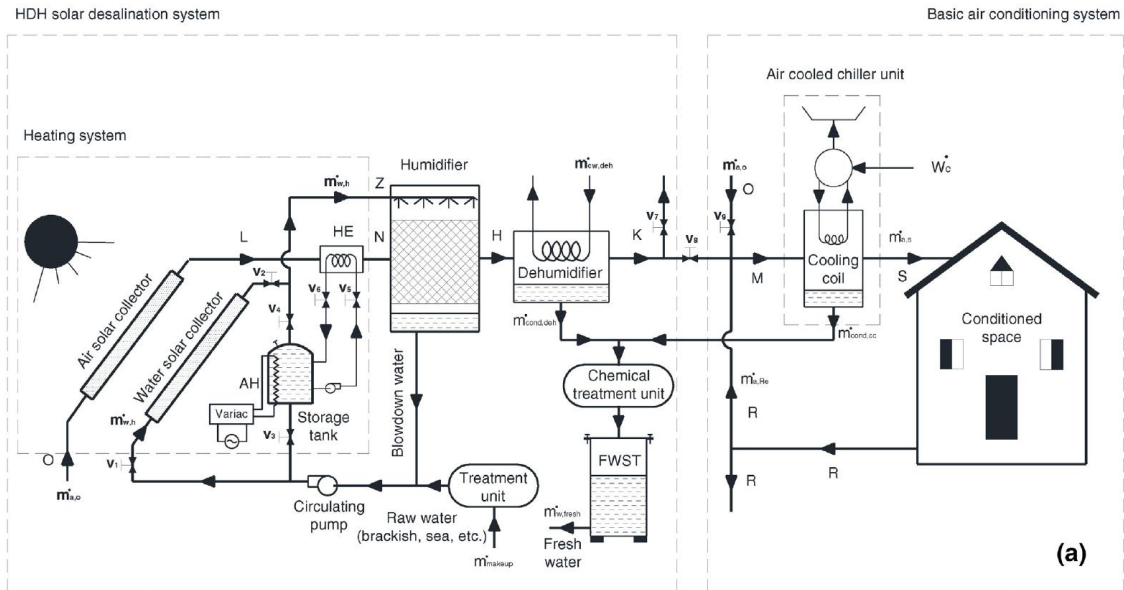 HDH solar desalination system
Basic air conditioning system
Air cooled chiller unit
Heating system
Humidifier
ṁw,h
Z
ṁcw,deh
ṁa,o
O
Ẇc
L
HE
N
H
K
V7
V8
V9
M
ṁa,s
S
V2
V6
V5
V4
Dehumidifier
Cooling
coil
Air solar collector
Water solar collector
ṁcond,deh
ṁcond,cc
Conditioned
space
AH
Variac
Storage
tank
V3
ṁw,h
O
V1
ṁa,o
Blowdown water
Chemical
treatment unit
ṁa,Re
R
R
R
FWST
Treatment
unit
Circulating
pump
Raw water
(brackish, sea, etc.)
ṁmakeup
ṁw,fresh
Fresh
water
(a)